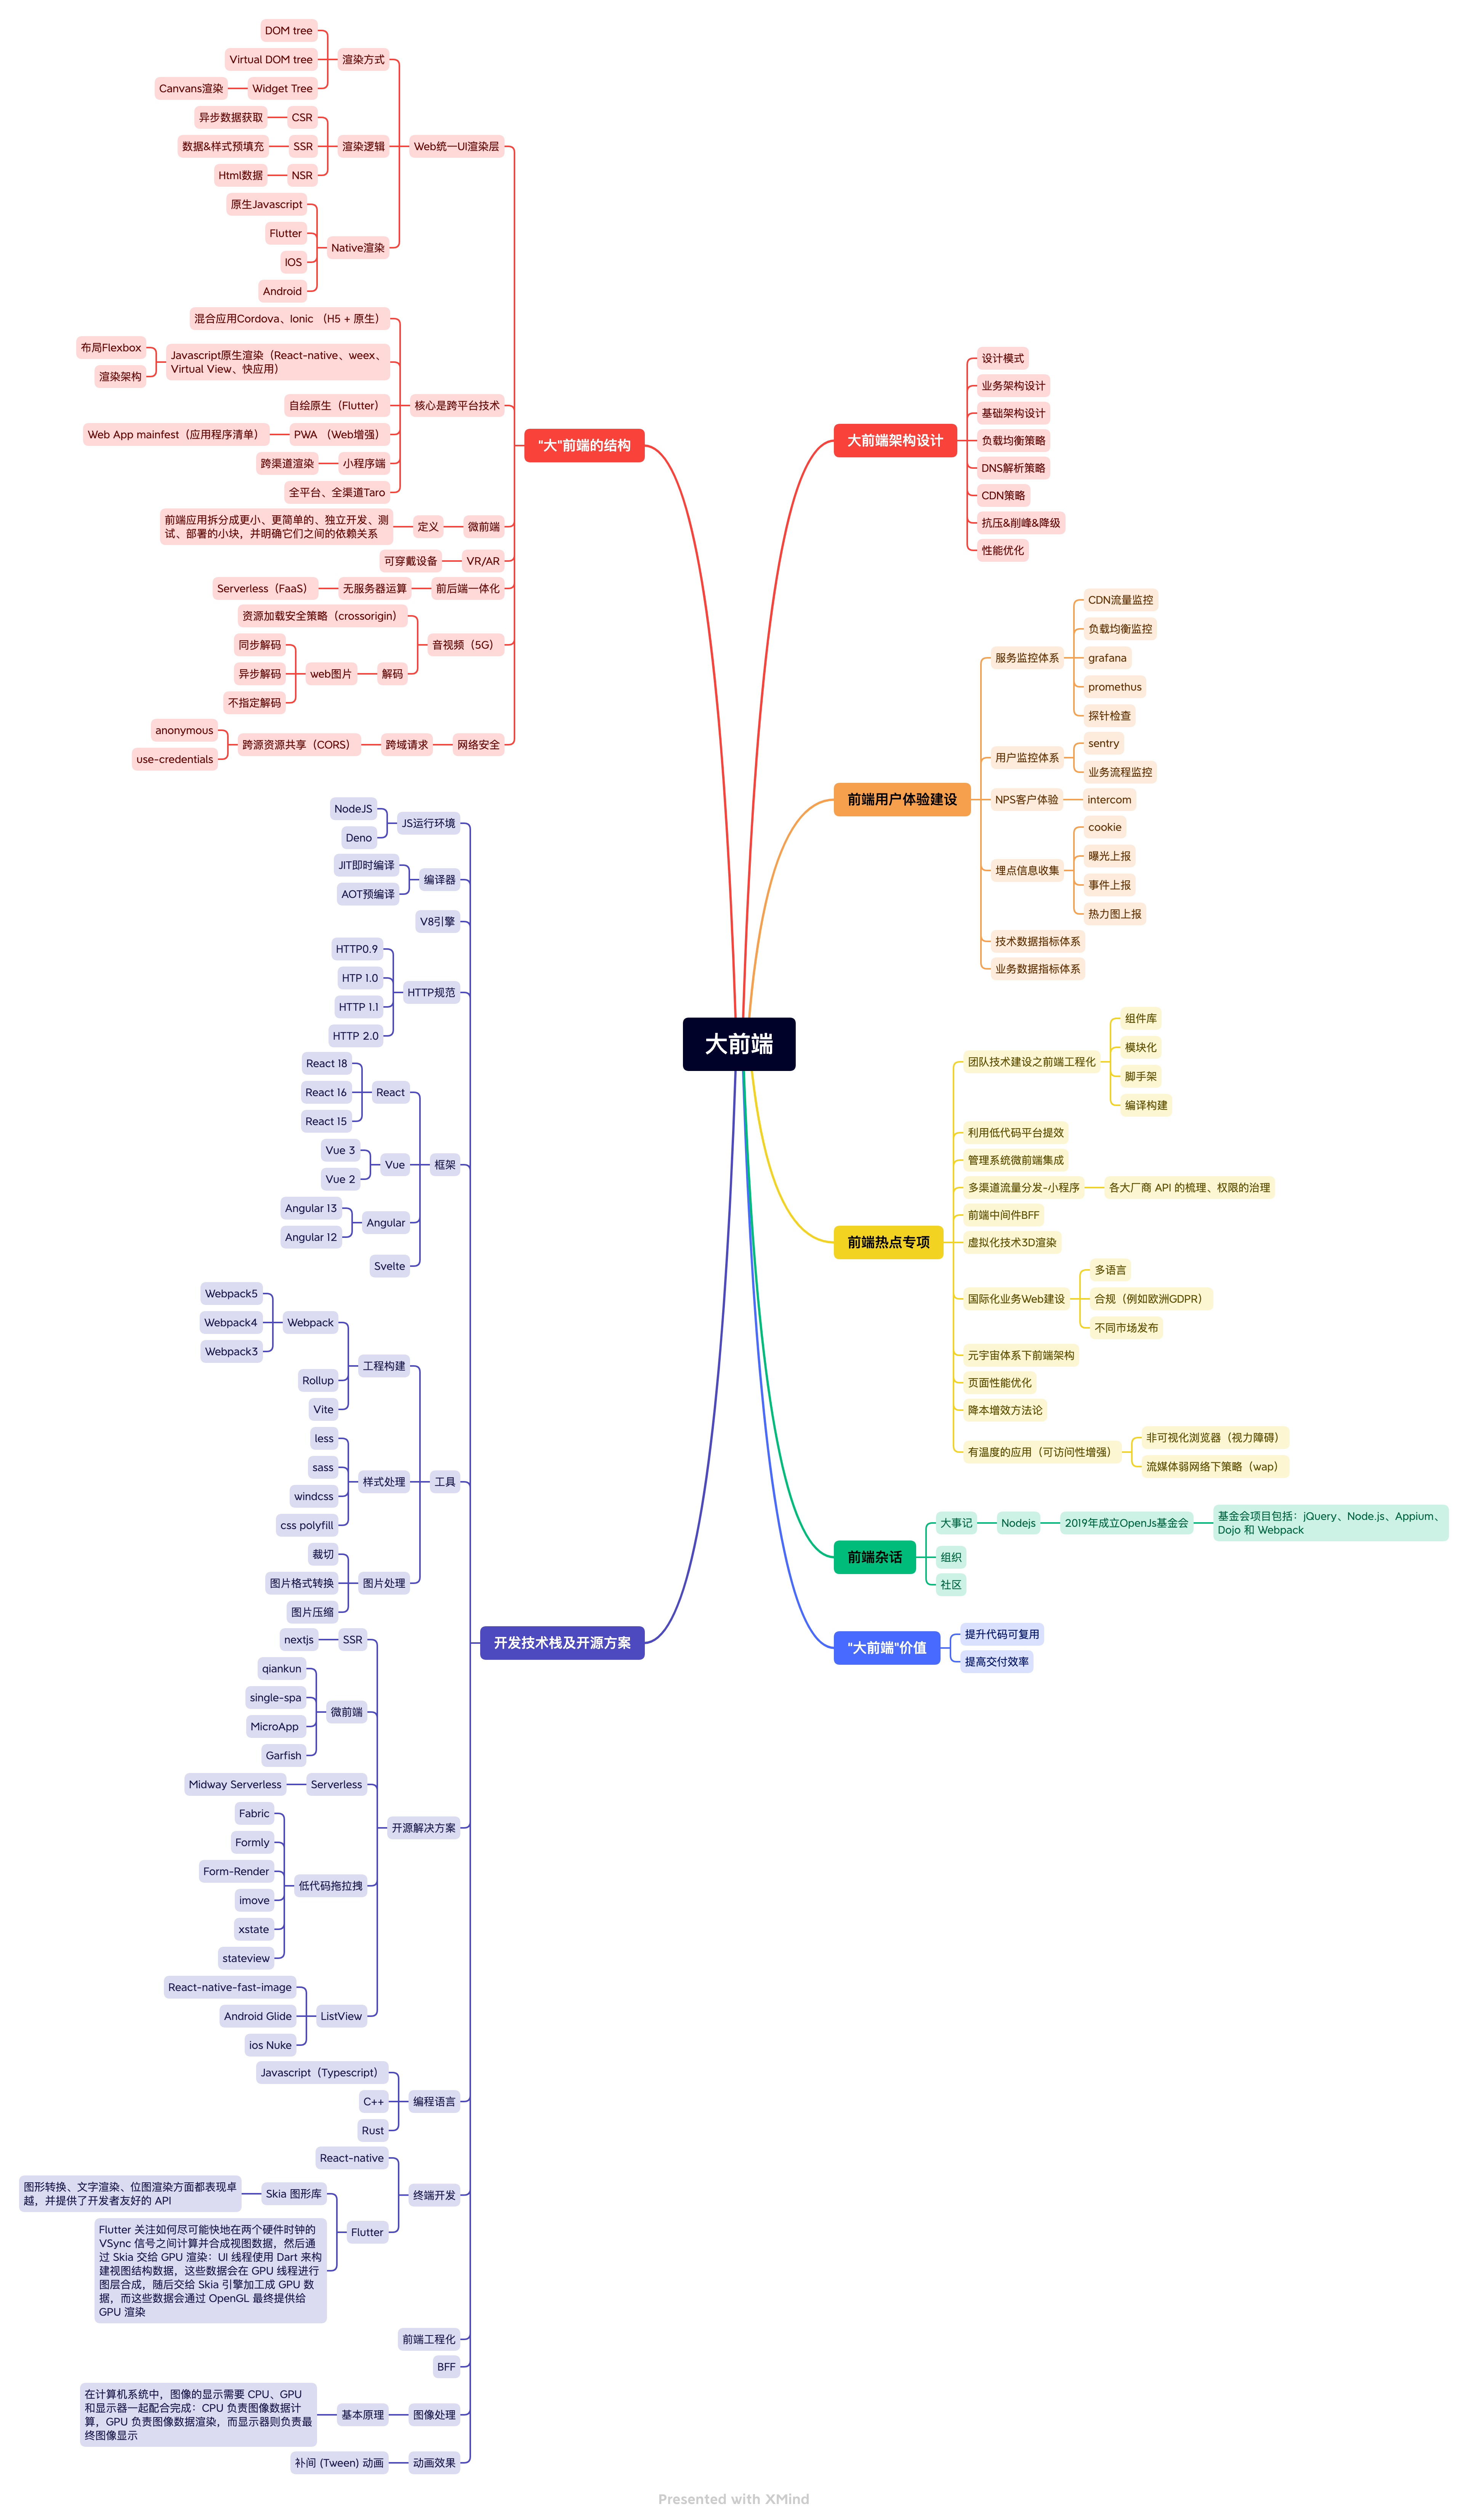 大前端
"大"前端的结构
Web统一UI渲染层
渲染方式
DOM tree
Virtual DOM tree
Widget Tree
Canvans渲染
渲染逻辑
CSR
异步数据获取
SSR
数据&样式预填充
NSR
Html数据
Native渲染
原生Javascript
Flutter
IOS
Android
核心是跨平台技术
混合应用Cordova、Ionic （H5 + 原生）
Javascript原生渲染（React-native、weex、
Virtual View、快应用）
布局Flexbox
渲染架构
自绘原生（Flutter）
PWA （Web增强）
Web App mainfest（应用程序清单）
小程序端
跨渠道渲染
全平台、全渠道Taro
微前端
定义
前端应用拆分成更小、更简单的、独立开发、测
试、部署的小块，并明确它们之间的依赖关系
VR/AR
可穿戴设备
前后端一体化
无服务器运算
Serverless（FaaS）
音视频（5G）
资源加载安全策略（crossorigin）
解码
web图片
同步解码
异步解码
不指定解码
网络安全
跨域请求
跨源资源共享（CORS）
anonymous
use-credentials
开发技术栈及开源方案
JS运行环境
NodeJS
Deno
编译器
JIT即时编译
AOT预编译
V8引擎
HTTP规范
HTTP0.9
HTP 1.0
HTTP 1.1
HTTP 2.0
框架
React
React 18
React 16
React 15
Vue
Vue 3
Vue 2
Angular
Angular 13
Angular 12
Svelte
工具
工程构建
Webpack
Webpack5
Webpack4
Webpack3
Rollup
Vite
样式处理
less
sass
windcss
css polyfill
图片处理
裁切
图片格式转换
图片压缩
开源解决方案
SSR
nextjs
微前端
qiankun
single-spa
MicroApp
Garfish
Serverless
Midway Serverless
低代码拖拉拽
Fabric
Formly
Form-Render
imove
xstate
stateview
ListView
React-native-fast-image
Android Glide
ios Nuke
编程语言
Javascript（Typescript）
C++
Rust
终端开发
React-native
Flutter
Skia 图形库
图形转换、文字渲染、位图渲染方面都表现卓
越，并提供了开发者友好的 API
Flutter 关注如何尽可能快地在两个硬件时钟的
VSync 信号之间计算并合成视图数据，然后通
过 Skia 交给 GPU 渲染：UI 线程使用 Dart 来构
建视图结构数据，这些数据会在 GPU 线程进行
图层合成，随后交给 Skia 引擎加工成 GPU 数
据，而这些数据会通过 OpenGL 最终提供给
GPU 渲染
前端工程化
BFF
图像处理
基本原理
在计算机系统中，图像的显示需要 CPU、GPU
和显示器一起配合完成：CPU 负责图像数据计
算，GPU 负责图像数据渲染，而显示器则负责最
终图像显示
动画效果
补间 (Tween) 动画
大前端架构设计
设计模式
业务架构设计
基础架构设计
负载均衡策略
DNS解析策略
CDN策略
抗压&削峰&降级
性能优化
前端用户体验建设
服务监控体系
CDN流量监控
负载均衡监控
grafana
promethus
探针检查
用户监控体系
sentry
业务流程监控
NPS客户体验
intercom
埋点信息收集
cookie
曝光上报
事件上报
热力图上报
技术数据指标体系
业务数据指标体系
前端热点专项
团队技术建设之前端工程化
组件库
模块化
脚手架
编译构建
利用低代码平台提效
管理系统微前端集成
多渠道流量分发-小程序
各大厂商 API 的梳理、权限的治理
前端中间件BFF
虚拟化技术3D渲染
国际化业务Web建设
多语言
合规（例如欧洲GDPR）
不同市场发布
元宇宙体系下前端架构
页面性能优化
降本增效方法论
有温度的应用（可访问性增强）
非可视化浏览器（视力障碍）
流媒体弱网络下策略（wap）
前端杂话
大事记
Nodejs
2019年成立OpenJs基金会
基金会项目包括：jQuery、Node.js、Appium、
Dojo 和 Webpack
组织
社区
"大前端"价值
提升代码可复用
提高交付效率
Presented with XMind